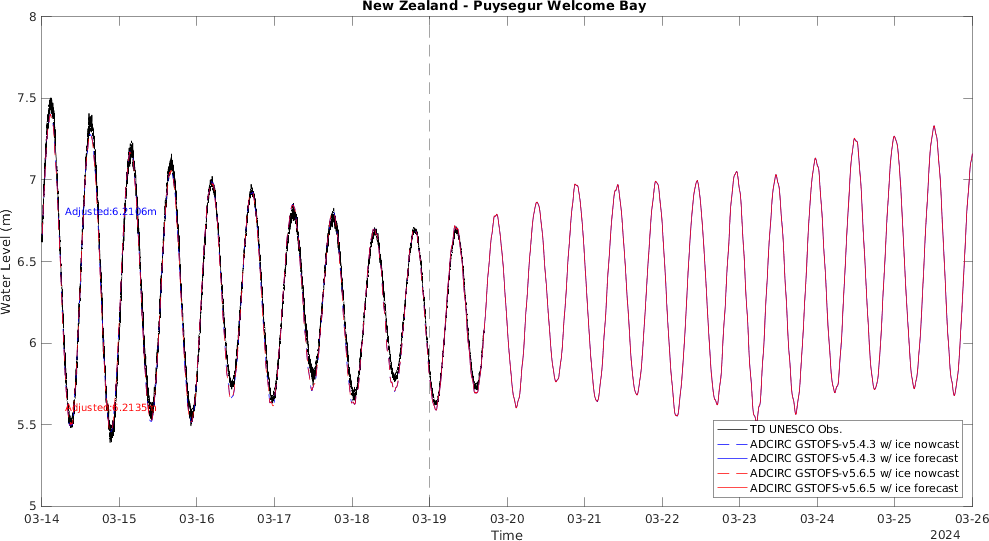 New Zealand - Puysegur Welcome Bay
8
7.5
7
6.5
6
5.5
5
Water Level (m)
Adjusted:6.2106m
Adjusted:6.2135m
TD UNESCO Obs.
ADCIRC GSTOFS-v5.4.3 w/ ice nowcast
ADCIRC GSTOFS-v5.4.3 w/ ice forecast
ADCIRC GSTOFS-v5.6.5 w/ ice nowcast
ADCIRC GSTOFS-v5.6.5 w/ ice forecast
03-14 03-15 03-16 03-17 03-18 03-19 03-20 03-21 03-22 03-23 03-24 03-25 03-26
Time
2024